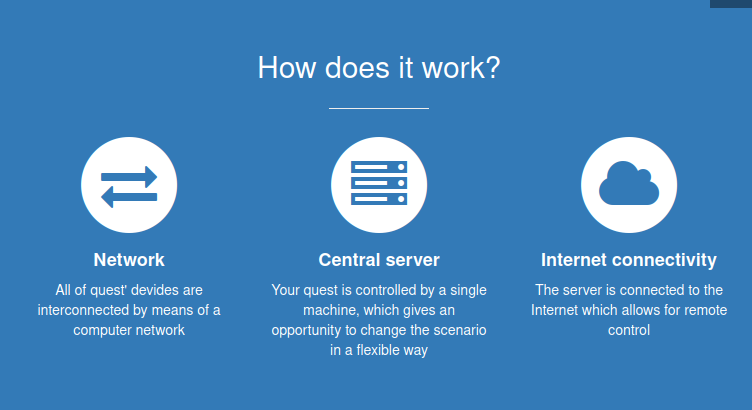 How does it work?
Network
All of quest' devides are
interconnected by means of a
computer network
Central server
Your quest is controlled by a single
machine, which gives an
opportunity to change the scenario
in a flexible way
Internet connectivity
The server is connected to the
Internet which allows for remote
control